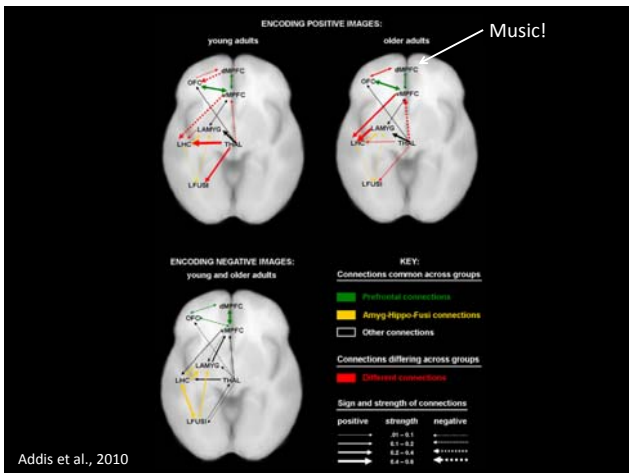 ENCODING POSITIVE IMAGES:
young adults
older adults
Music!
dMPFC
OFC
vMPFC
LAMYG
LHC
THAL
LFUSI
dMPFC
OFC
vMPFC
LAMYG
LHC
THAL
LFUSI
ENCODING NEGATIVE IMAGES:
young and older adults
dMPFC
OFC
vMPFC
LAMYG
LHC
THAL
LFUSI
KEY:
Connections common across groups
Prefrontal connections
Amyg-Hippo-Fusi connections
Other connections
Connections differing across groups
Different connections
Sign and strength of connections
positive strength negative
.01 – 0.1
0.1 – 0.2
0.2 – 0.4
0.4 – 0.6
Addis et al., 2010